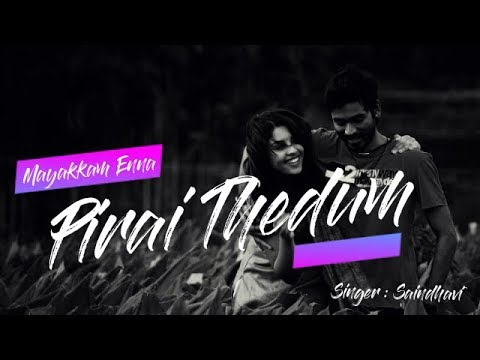 Mayakkam Enna
Pirai Thedum
Singer : Saindhavi